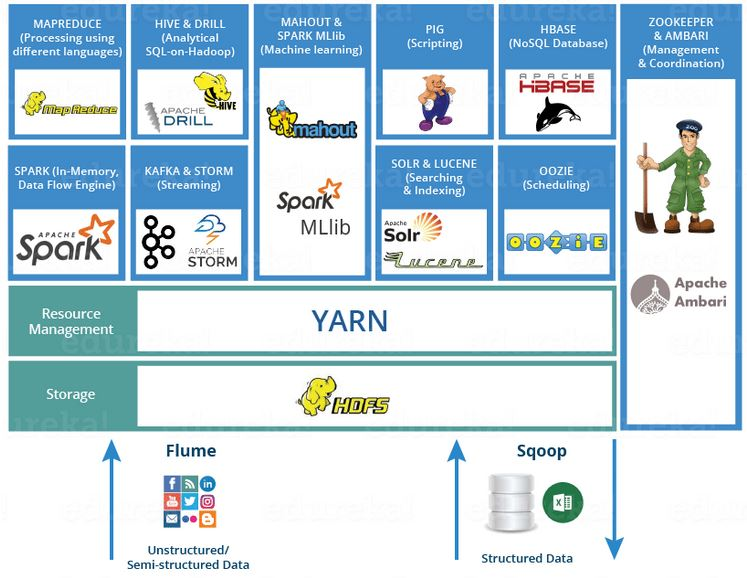 MAPREDUCE
(Processing using
different languages)
Map Reduce
HIVE & DRILL
(Analytical
SQL-on-Hadoop)
HIVE
APACHE
DRILL
MAHOUT &
SPARK MLlib
(Machine learning)
mahout
Spark
MLlib
PIG
(Scripting)
HBASE
(NoSQL Database)
APACHE
HBASE
ZOOKEEPER
& AMBARI
(Management
& Coordination)
ZOO
Apache
Ambari
SPARK (In-Memory,
Data Flow Engine)
APACHE
Spark
KAFKA & STORM
(Streaming)
APACHE
STORM
SOLR & LUCENE
(Searching
& Indexing)
Apache
Solr
Lucene
OOZIE
(Scheduling)
OOZIE
Resource
Management
YARN
Storage
HDFS
Flume
Unstructured/
Semi-structured Data
Sqoop
Structured Data
edureka!